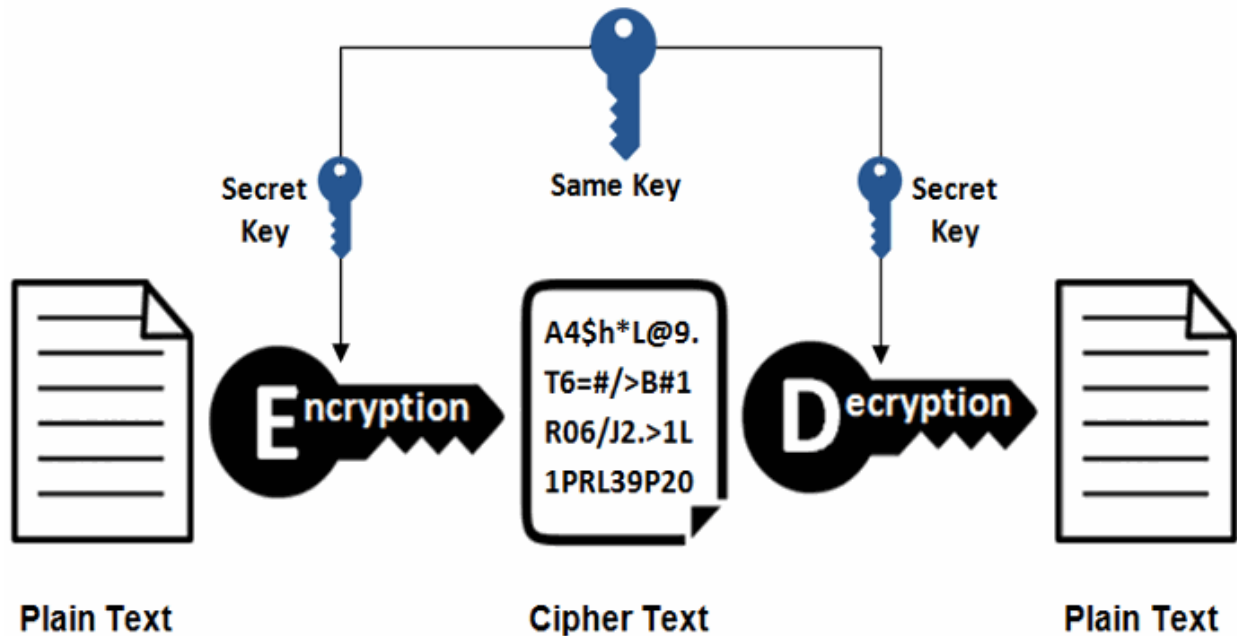 Same Key
Secret
Key
Secret
Key
Encryption
A4$h*L@9.
T6=#/>B#1
R06/J2.>1L
1PRL39P20
Decryption
Plain Text
Cipher Text
Plain Text